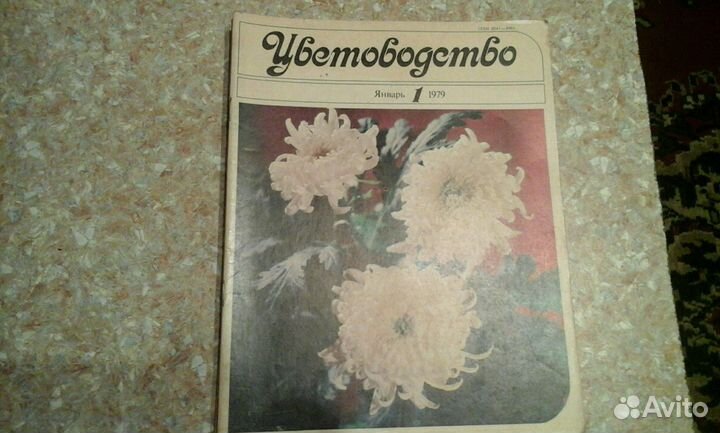 Цветоводство
Январь 1 1979
Avito